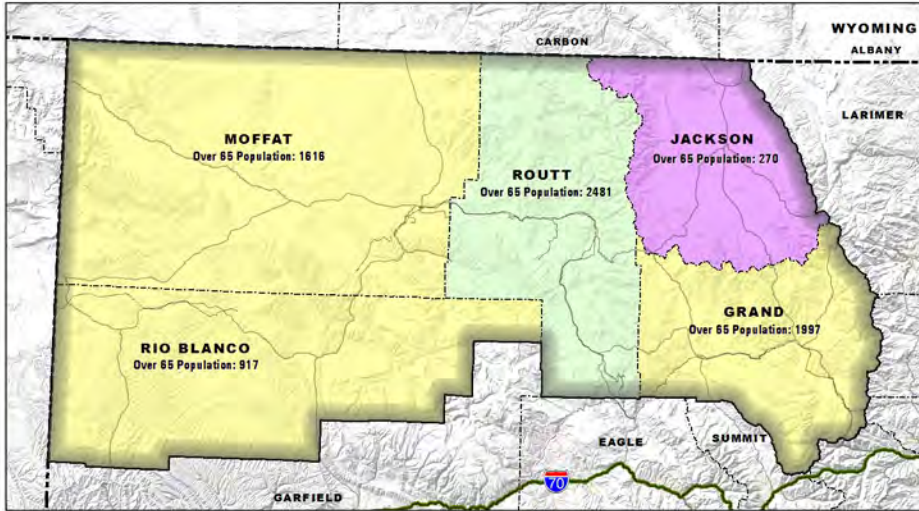 WYOMING
CARBON
ALBANY
LARIMER
MOFFAT
Over 65 Population: 1616
JACKSON
Over 65 Population: 270
ROUTT
Over 65 Population: 2481
GRAND
Over 65 Population: 1997
RIO BLANCO
Over 65 Population: 917
EAGLE
SUMMIT
70
GARFIELD